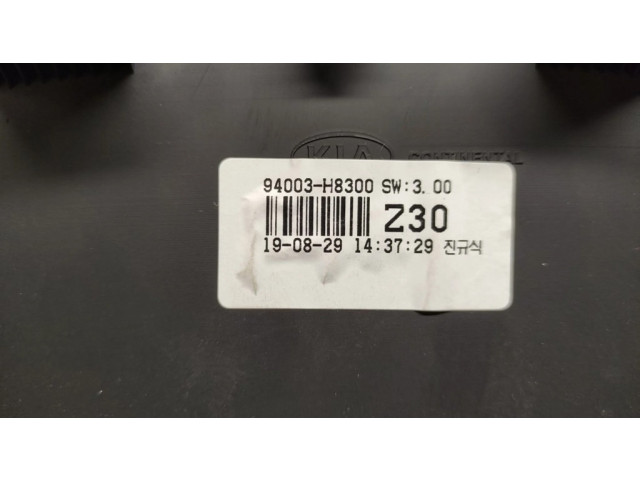 KIA
CONTINENTAL
94003-H8300 SW:3.00
Z30
19-08-29 14:37:29 진규식